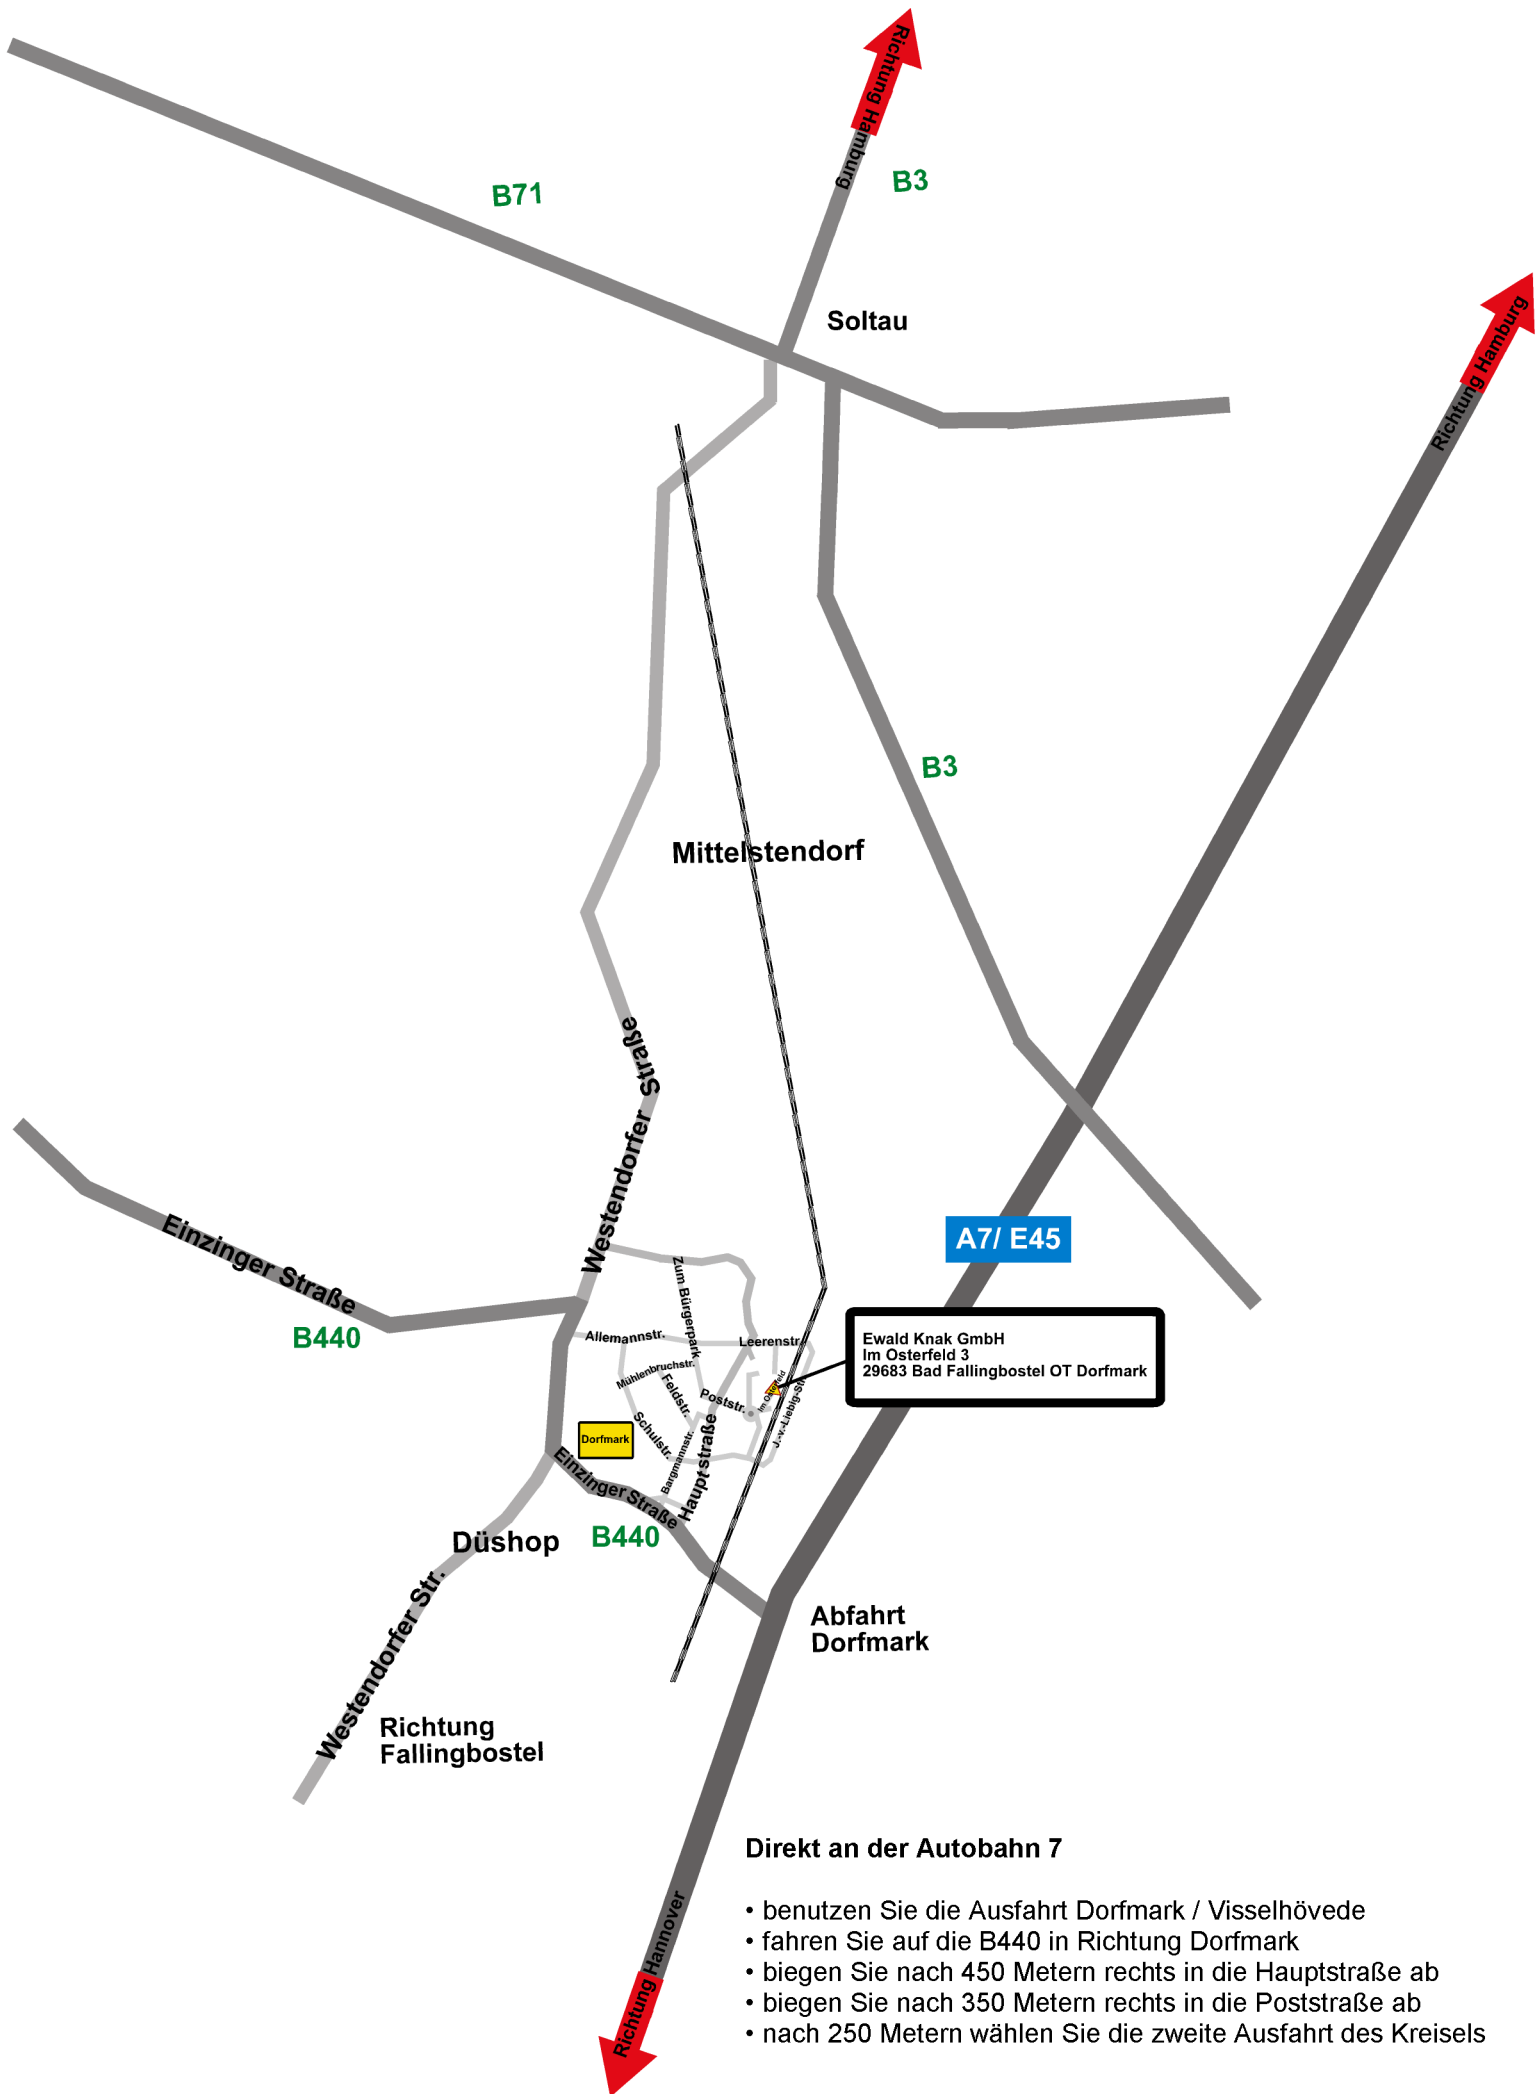 Richtung Hamburg
B71
B3
Richtung Hamburg
Soltau
B3
Mittelstendorf
Westendorfer Straße
Einzinger Straße
B440
A7/ E45
Zum Bürgerpark
Allemannstr.
Leerenstr.
Ewald Knak GmbH
Im Osterfeld 3
29683 Bad Fallingbostel OT Dorfmark
Mühlenbruchstr.
Feldstr.
Poststr.
Im Osterfeld
J.-v.-Liebig-Str.
Schulstr.
Bargmannstr.
Hauptstraße
Dorfmark
Einzinger Straße
B440
Düshop
Westendorfer Str.
Abfahrt
Dorfmark
Richtung
Fallingbostel
Richtung Hannover
Direkt an der Autobahn 7
• benutzen Sie die Ausfahrt Dorfmark / Visselhövede
• fahren Sie auf die B440 in Richtung Dorfmark
• biegen Sie nach 450 Metern rechts in die Hauptstraße ab
• biegen Sie nach 350 Metern rechts in die Poststraße ab
• nach 250 Metern wählen Sie die zweite Ausfahrt des Kreisels